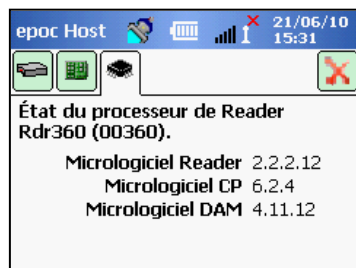 epoc Host 21/06/10
15:31
État du processeur de Reader
Rdr360 (00360).
Micrologiciel Reader 2.2.2.12
Micrologiciel CP 6.2.4
Micrologiciel DAM 4.11.12